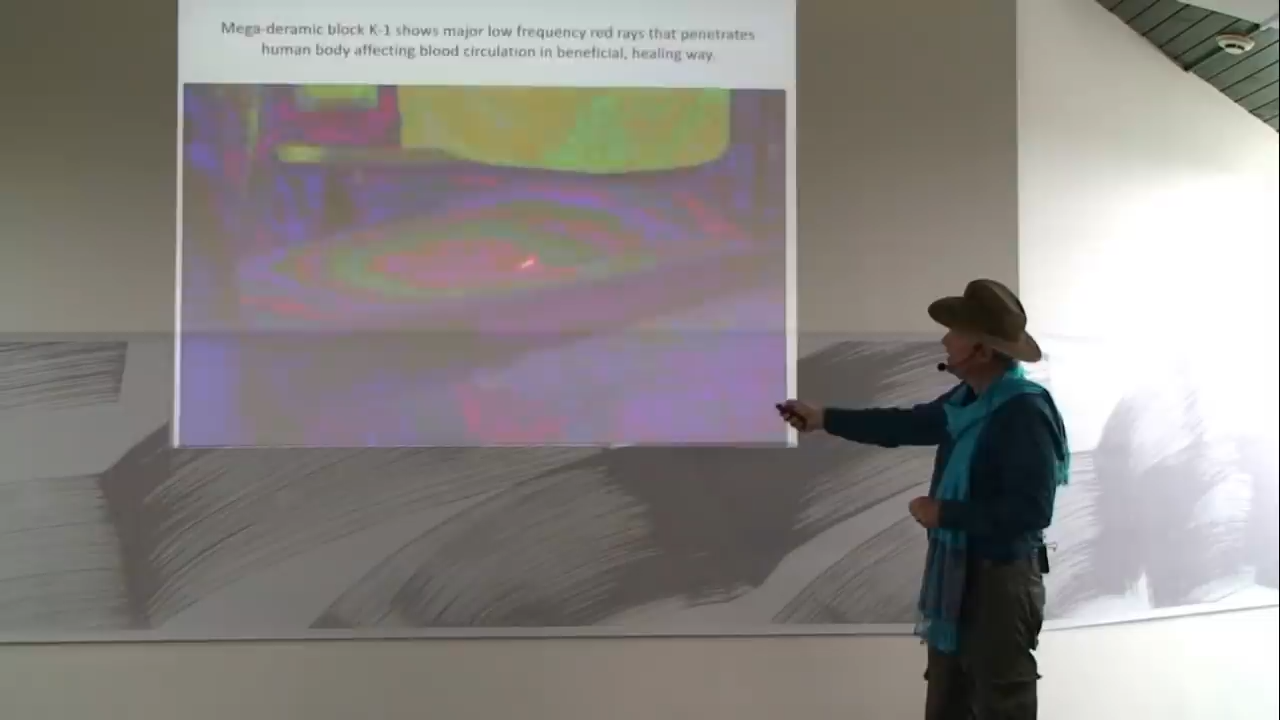 Mega-deramic block K-1 shows major low frequency red rays that penetrates
human body affecting blood circulation in beneficial, healing way.